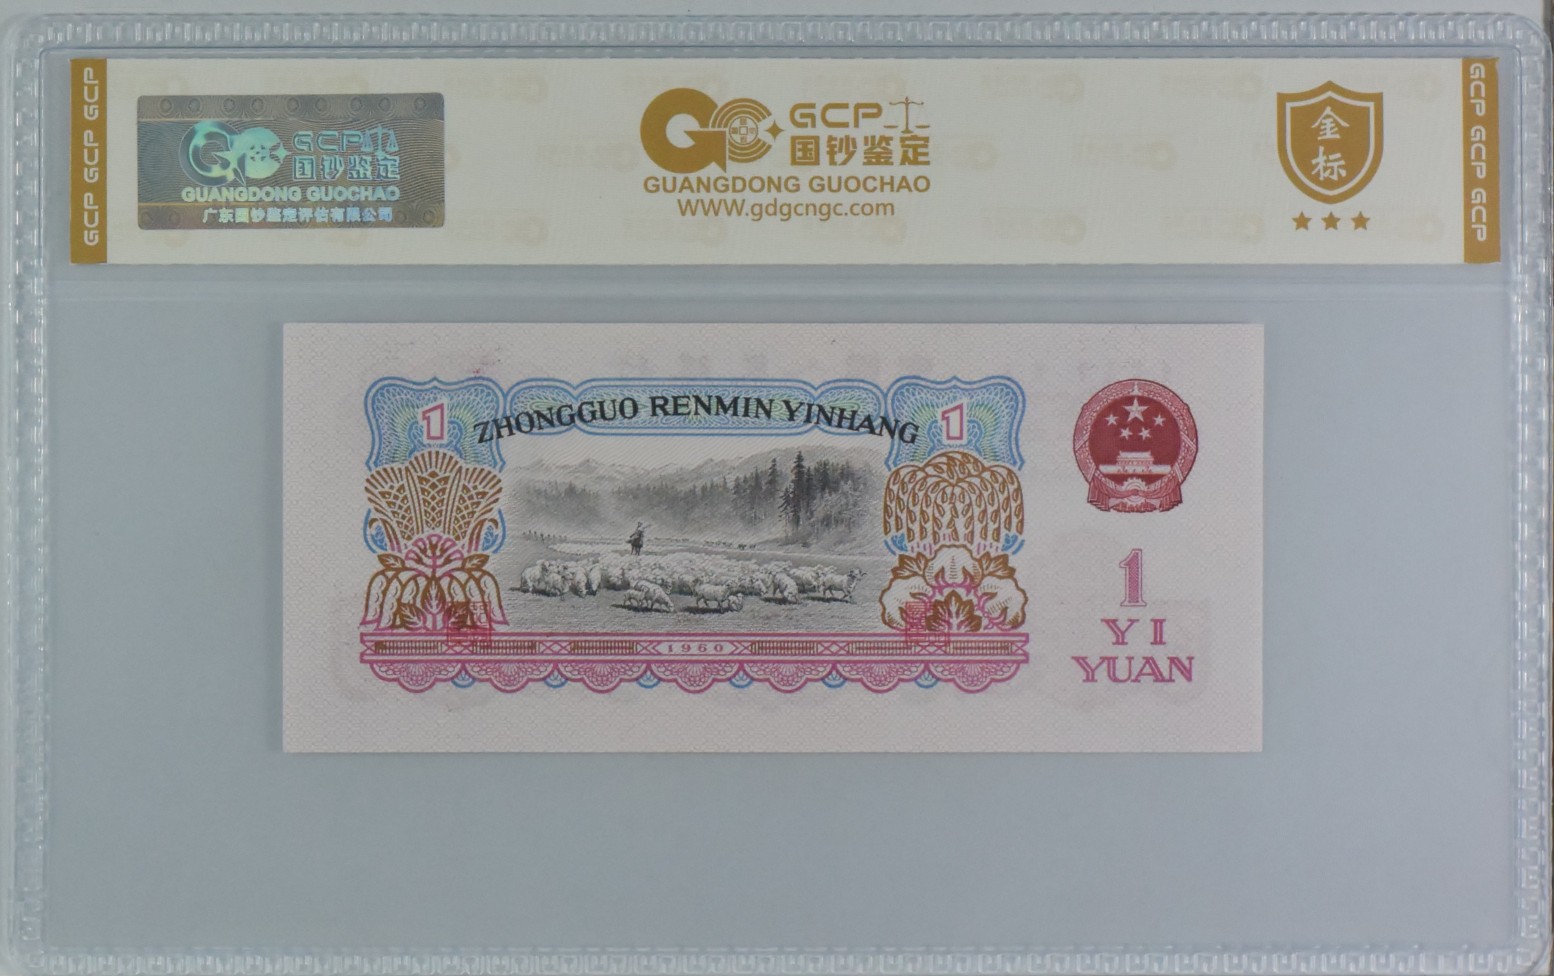 GCP GCP
GCP
国钞鉴定
GUANGDONG GUOCHAO
广东国钞鉴定评估有限公司
GCP
国钞鉴定
GUANGDONG GUOCHAO
WWW.gdgcngc.com
金
标
GCP GCP GCP
ZHONGGUO RENMIN YINHANG
1
1
1
YI
YUAN
1960